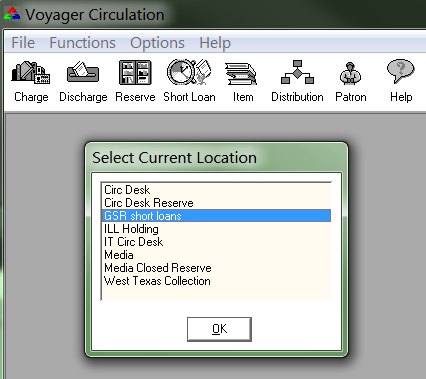 Voyager Circulation
File Functions Options Help
Charge Discharge Reserve Short Loan Item Distribution Patron Help
Select Current Location
Circ Desk
Circ Desk Reserve
GSR short loans
ILL Holding
IT Circ Desk
Media
Media Closed Reserve
West Texas Collection
OK